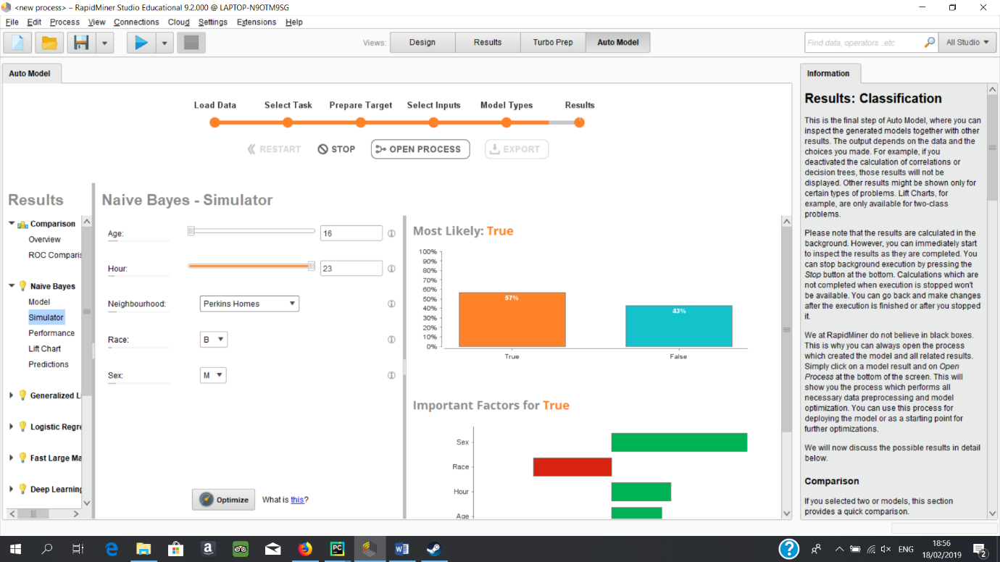 <new process> – RapidMiner Studio Educational 9.2.000 @ LAPTOP-N9OTM9SG
File Edit Process View Connections Cloud Settings Extensions Help
Views: Design Results Turbo Prep Auto Model
Find data, operators...etc
All Studio
Auto Model
Load Data Select Task Prepare Target Select Inputs Model Types Results
RESTART STOP OPEN PROCESS EXPORT
Results
Comparison
Overview
ROC Comparis
Naive Bayes
Model
Simulator
Performance
Lift Chart
Predictions
Generalized Li
Logistic Regre
Fast Large Ma
Deep Learning
Naive Bayes - Simulator
Age: 16
Hour: 23
Neighbourhood: Perkins Homes
Race: B
Sex: M
Optimize What is this?
Most Likely: True
100%
90%
80%
70%
60%
50%
40%
30%
20%
10%
0%
57%
43%
True False
Important Factors for True
Sex
Race
Hour
Age
Information
Results: Classification
This is the final step of Auto Model, where you can
inspect the generated models together with other
results. The output depends on the data and the
choices you made. For example, if you
deactivated the calculation of correlations or
decision trees, those results will not be
displayed. Other results might be shown only for
certain types of problems. Lift Charts, for
example, are only available for two-class
problems.
Please note that the results are calculated in the
background. However, you can immediately start
to inspect the results as they are completed. You
can stop background execution by pressing the
Stop button at the bottom. Calculations which are
not completed when execution is stopped won't
be available. You can go back and make changes
after the execution is finished or after you stopped
it.
We at RapidMiner do not believe in black boxes.
This is why you can always open the process
which created the model and all related results.
Simply click on a model result and on Open
Process at the bottom of the screen. This will
show you the process which performs all
necessary data preprocessing and model
optimization. You can use this process for
deploying the model or as a starting point for
further optimizations.
We will now discuss the possible results in detail
below.
Comparison
If you selected two or models, this section
provides a quick comparison.
ENG
18:56
18/02/2019
2